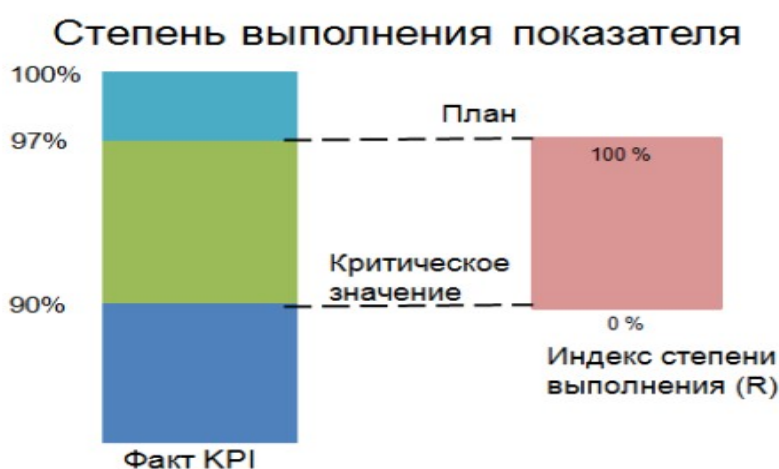 Степень выполнения показателя
100%
План
97%
100 %
Критическое
значение
90%
0 %
Индекс степени
выполнения (R)
Факт KPI